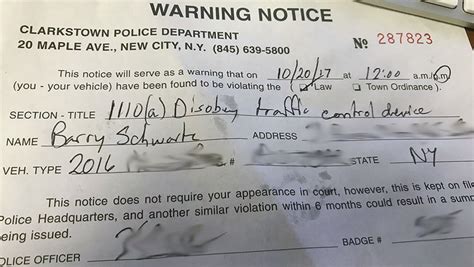 WARNING NOTICE
CLARKSTOWN POLICE DEPARTMENT
20 MAPLE AVE., NEW CITY, N.Y. (845) 639-5800
No 287823
This notice will serve as a warning that on 10/20/17 at 12:00 a.m./p.m
(you - your vehicle) have been found to be violating the ( Law Town Ordinance ).
SECTION - TITLE 1110(a) Disobey traffic control device
NAME Barry Schwartz ADDRESS
VEH. TYPE 2016 # STATE NY
This notice does not require your appearance in court, however, this is kept on file
Police Headquarters, and another similar violation within 6 months could result in a sum
being issued.
POLICE OFFICER BADGE #